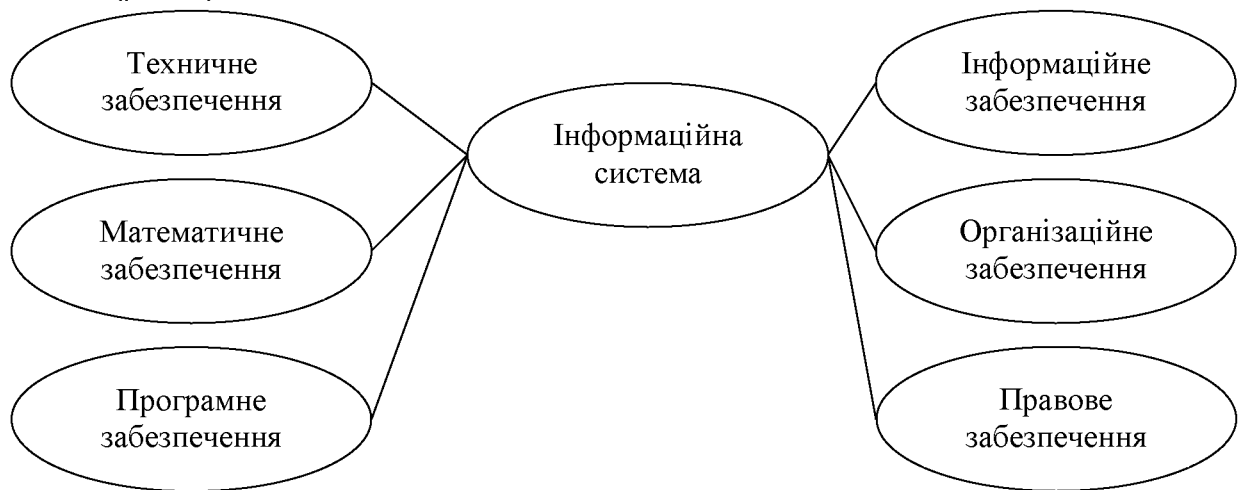 Техничне
забезпечення
Математичне
забезпечення
Програмне
забезпечення
Інформаційна
система
Інформаційне
забезпечення
Організаційне
забезпечення
Правове
забезпечення